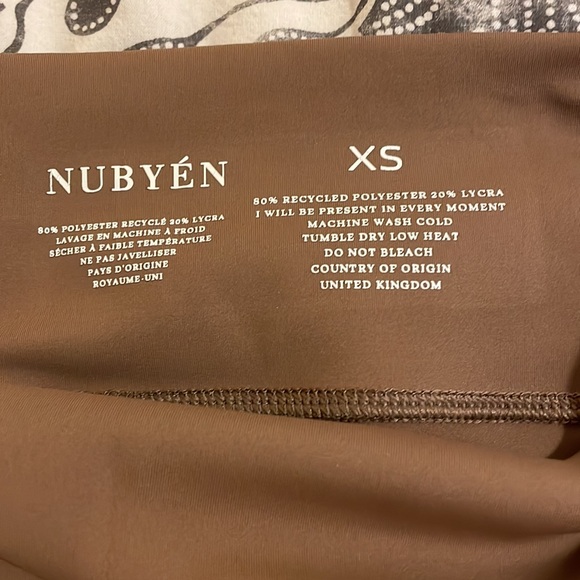 NUBYÉN
80% POLYESTER RECYCLÉ 20% LYCRA
LAVAGE EN MACHINE À FROID
SÉCHER À FAIBLE TEMPÉRATURE
NE PAS JAVELLISER
PAYS D'ORIGINE
ROYAUME-UNI
XS
80% RECYCLED POLYESTER 20% LYCRA
I WILL BE PRESENT IN EVERY MOMENT
MACHINE WASH COLD
TUMBLE DRY LOW HEAT
DO NOT BLEACH
COUNTRY OF ORIGIN
UNITED KINGDOM